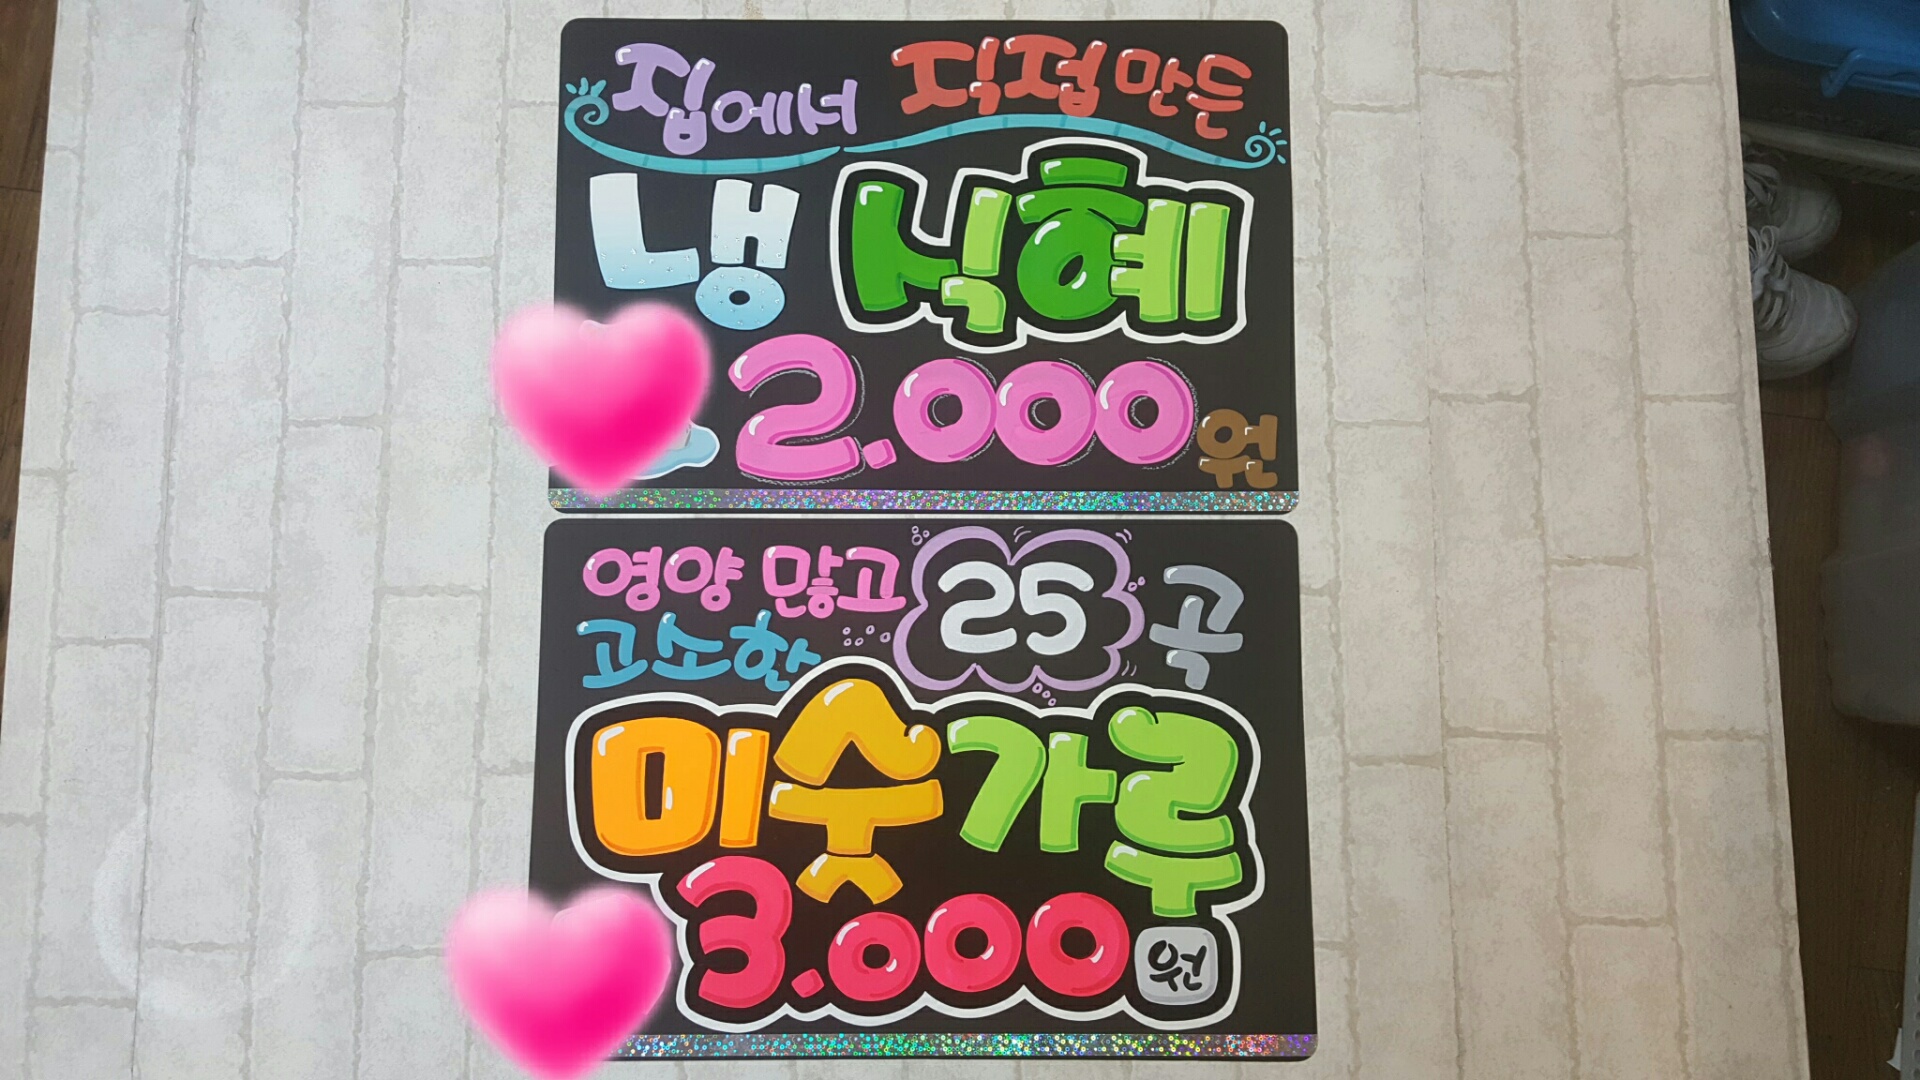 집에서 직접 만든
냉 식혜
2.000원
영양 많고 25곡
고소한
미숫가루
3.000원